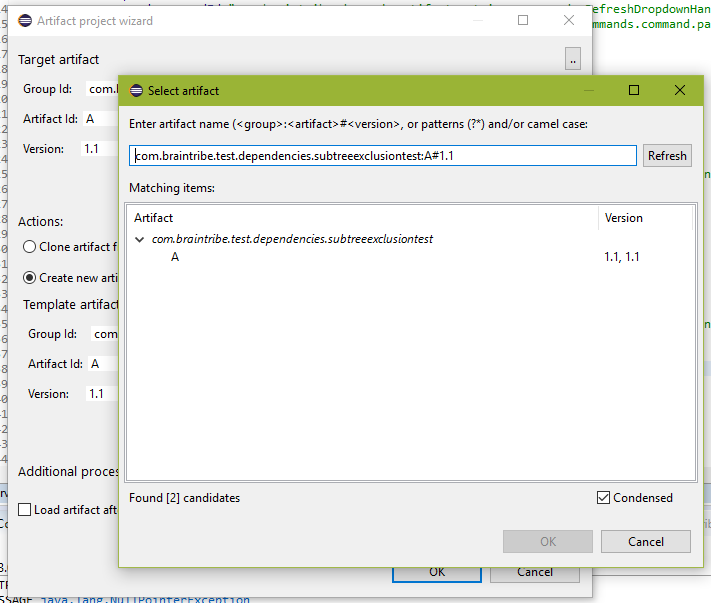 Artifact project wizard
RefreshDropdownHan
mmands.command.pa
Target artifact
..
Group Id:
Artifact Id: A
Version: 1.1
Actions:
Clone artifact f
Create new arti
Template artifact
Group Id: com
Artifact Id: A
Version: 1.1
Additional proces
Load artifact aft
OK
Cancel
Select artifact
Enter artifact name (<group>:<artifact>#<version>, or patterns (?*) and/or camel case:
com.braintribe.test.dependencies.subtreeexclusiontest:A#1.1
Refresh
Matching items:
Artifact Version
com.braintribe.test.dependencies.subtreeexclusiontest
A 1.1, 1.1
Found [2] candidates
Condensed
OK
Cancel
SSAGE java.lang.NullPointerException